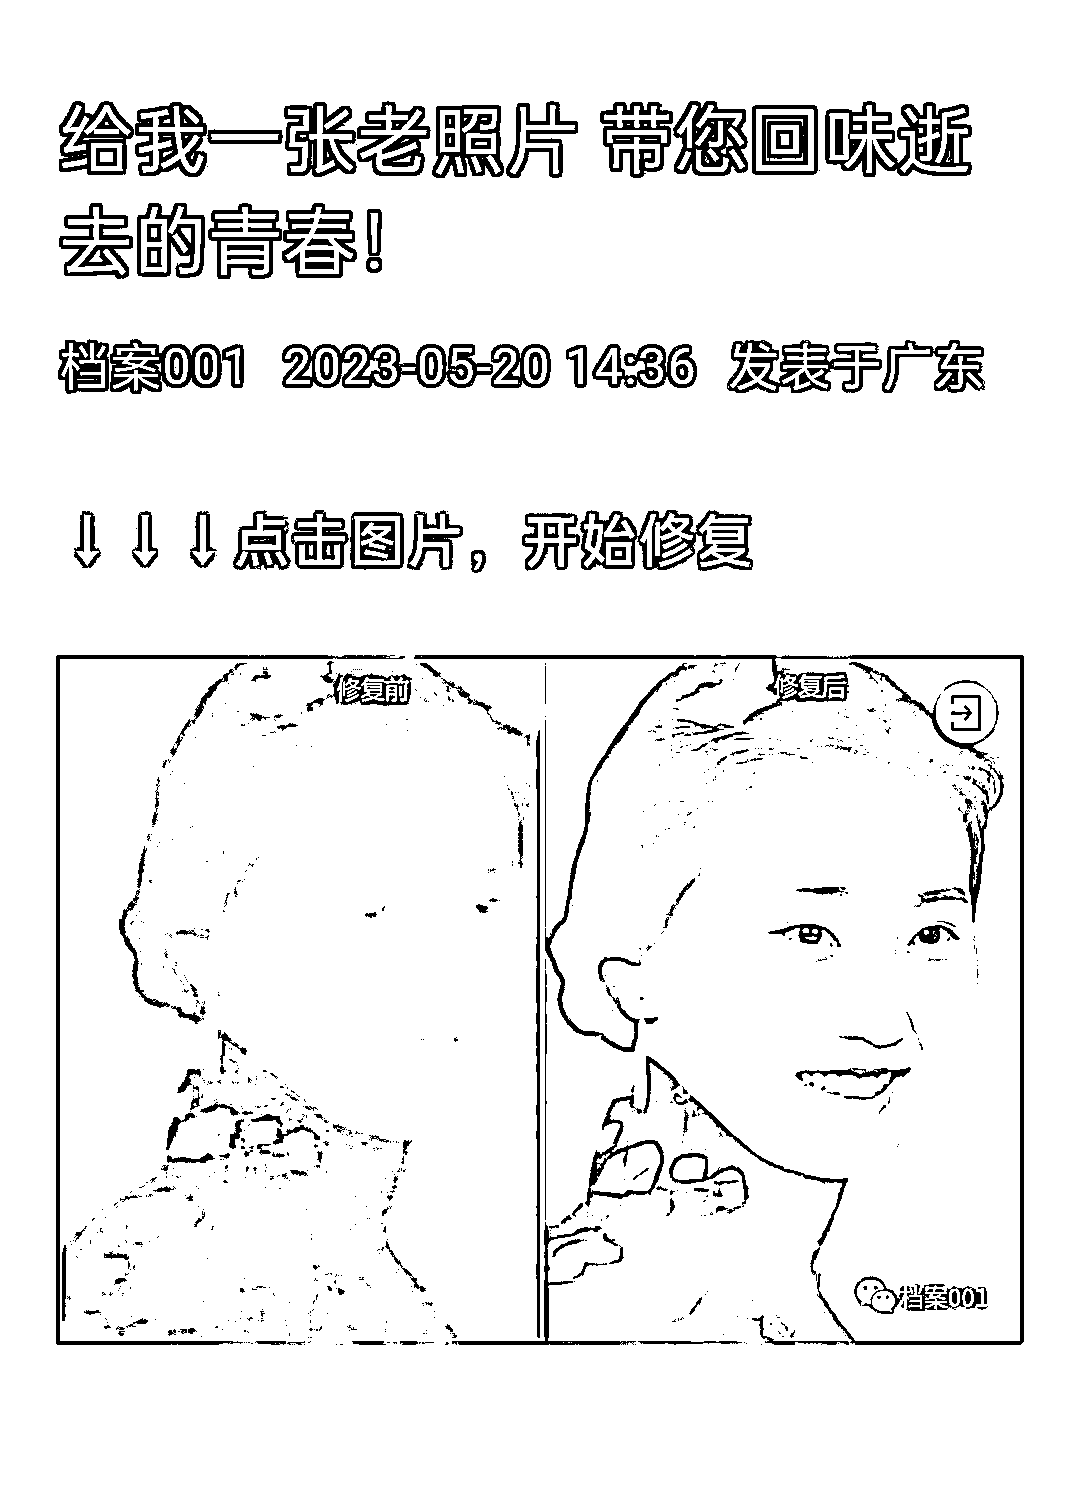 给我一张老照片 带您回味逝
去的青春!
档案001 2023-05-20 14:36 发表于广东
↓↓↓点击图片，开始修复
修复前
修复后
档案001